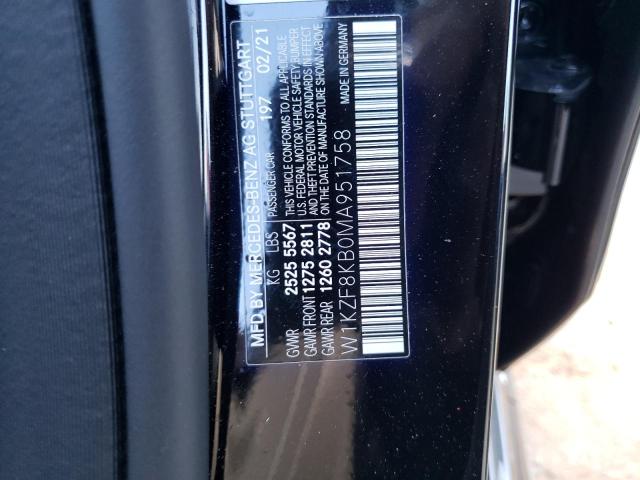 MFD BY MERCEDES-BENZ AG STUTTGART
KG LBS PASSENGER CAR 197 02/21
GVWR 2525 5567 THIS VEHICLE CONFORMS TO ALL APPLICABLE
U.S. FEDERAL MOTOR VEHICLE SAFETY, BUMPER
GAWR FRONT 1275 2811 AND THEFT PREVENTION STANDARDS IN EFFECT
GAWR REAR 1260 2778 ON THE DATE OF MANUFACTURE SHOWN ABOVE
W1KZF8KB0MA951758 MADE IN GERMANY